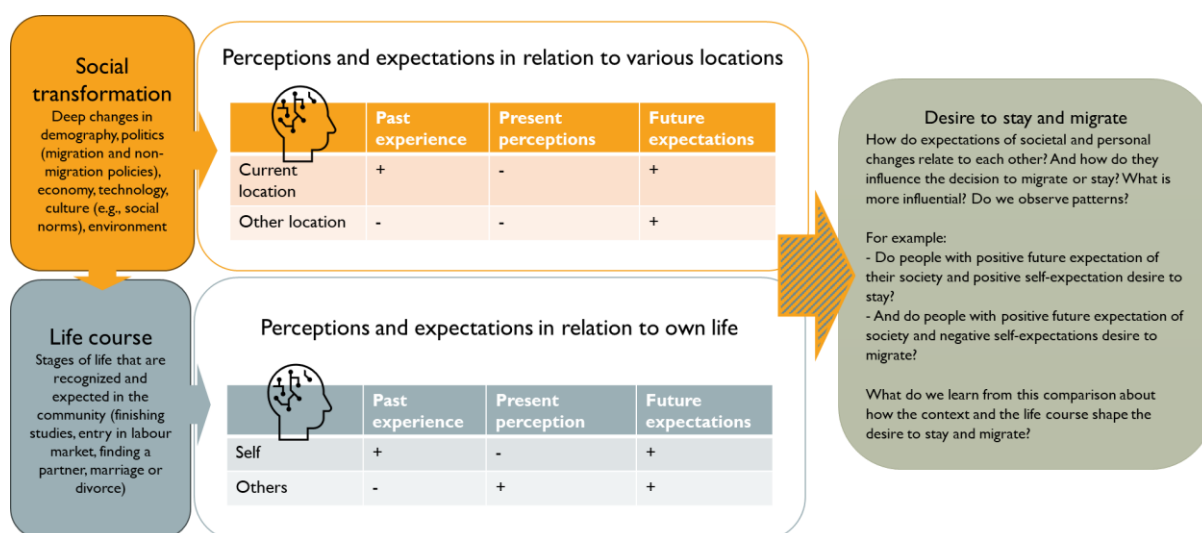 Social
transformation
Deep changes in
demography, politics
(migration and non-
migration policies),
economy, technology,
culture (e.g., social
norms), environment
Perceptions and expectations in relation to various locations
Past experience Present perceptions Future expectations
Current location + - +
Other location - - +
Life course
Stages of life that are
recognized and
expected in the
community (finishing
studies, entry in labour
market, finding a
partner, marriage or
divorce)
Perceptions and expectations in relation to own life
Past experience Present perception Future expectations
Self + - +
Others - + +
Desire to stay and migrate
How do expectations of societal and personal
changes relate to each other? And how do they
influence the decision to migrate or stay? What is
more influential? Do we observe patterns?
For example:
- Do people with positive future expectation of
their society and positive self-expectation desire to
stay?
- And do people with positive future expectation of
society and negative self-expectations desire to
migrate?
What do we learn from this comparison about
how the context and the life course shape the
desire to stay and migrate?